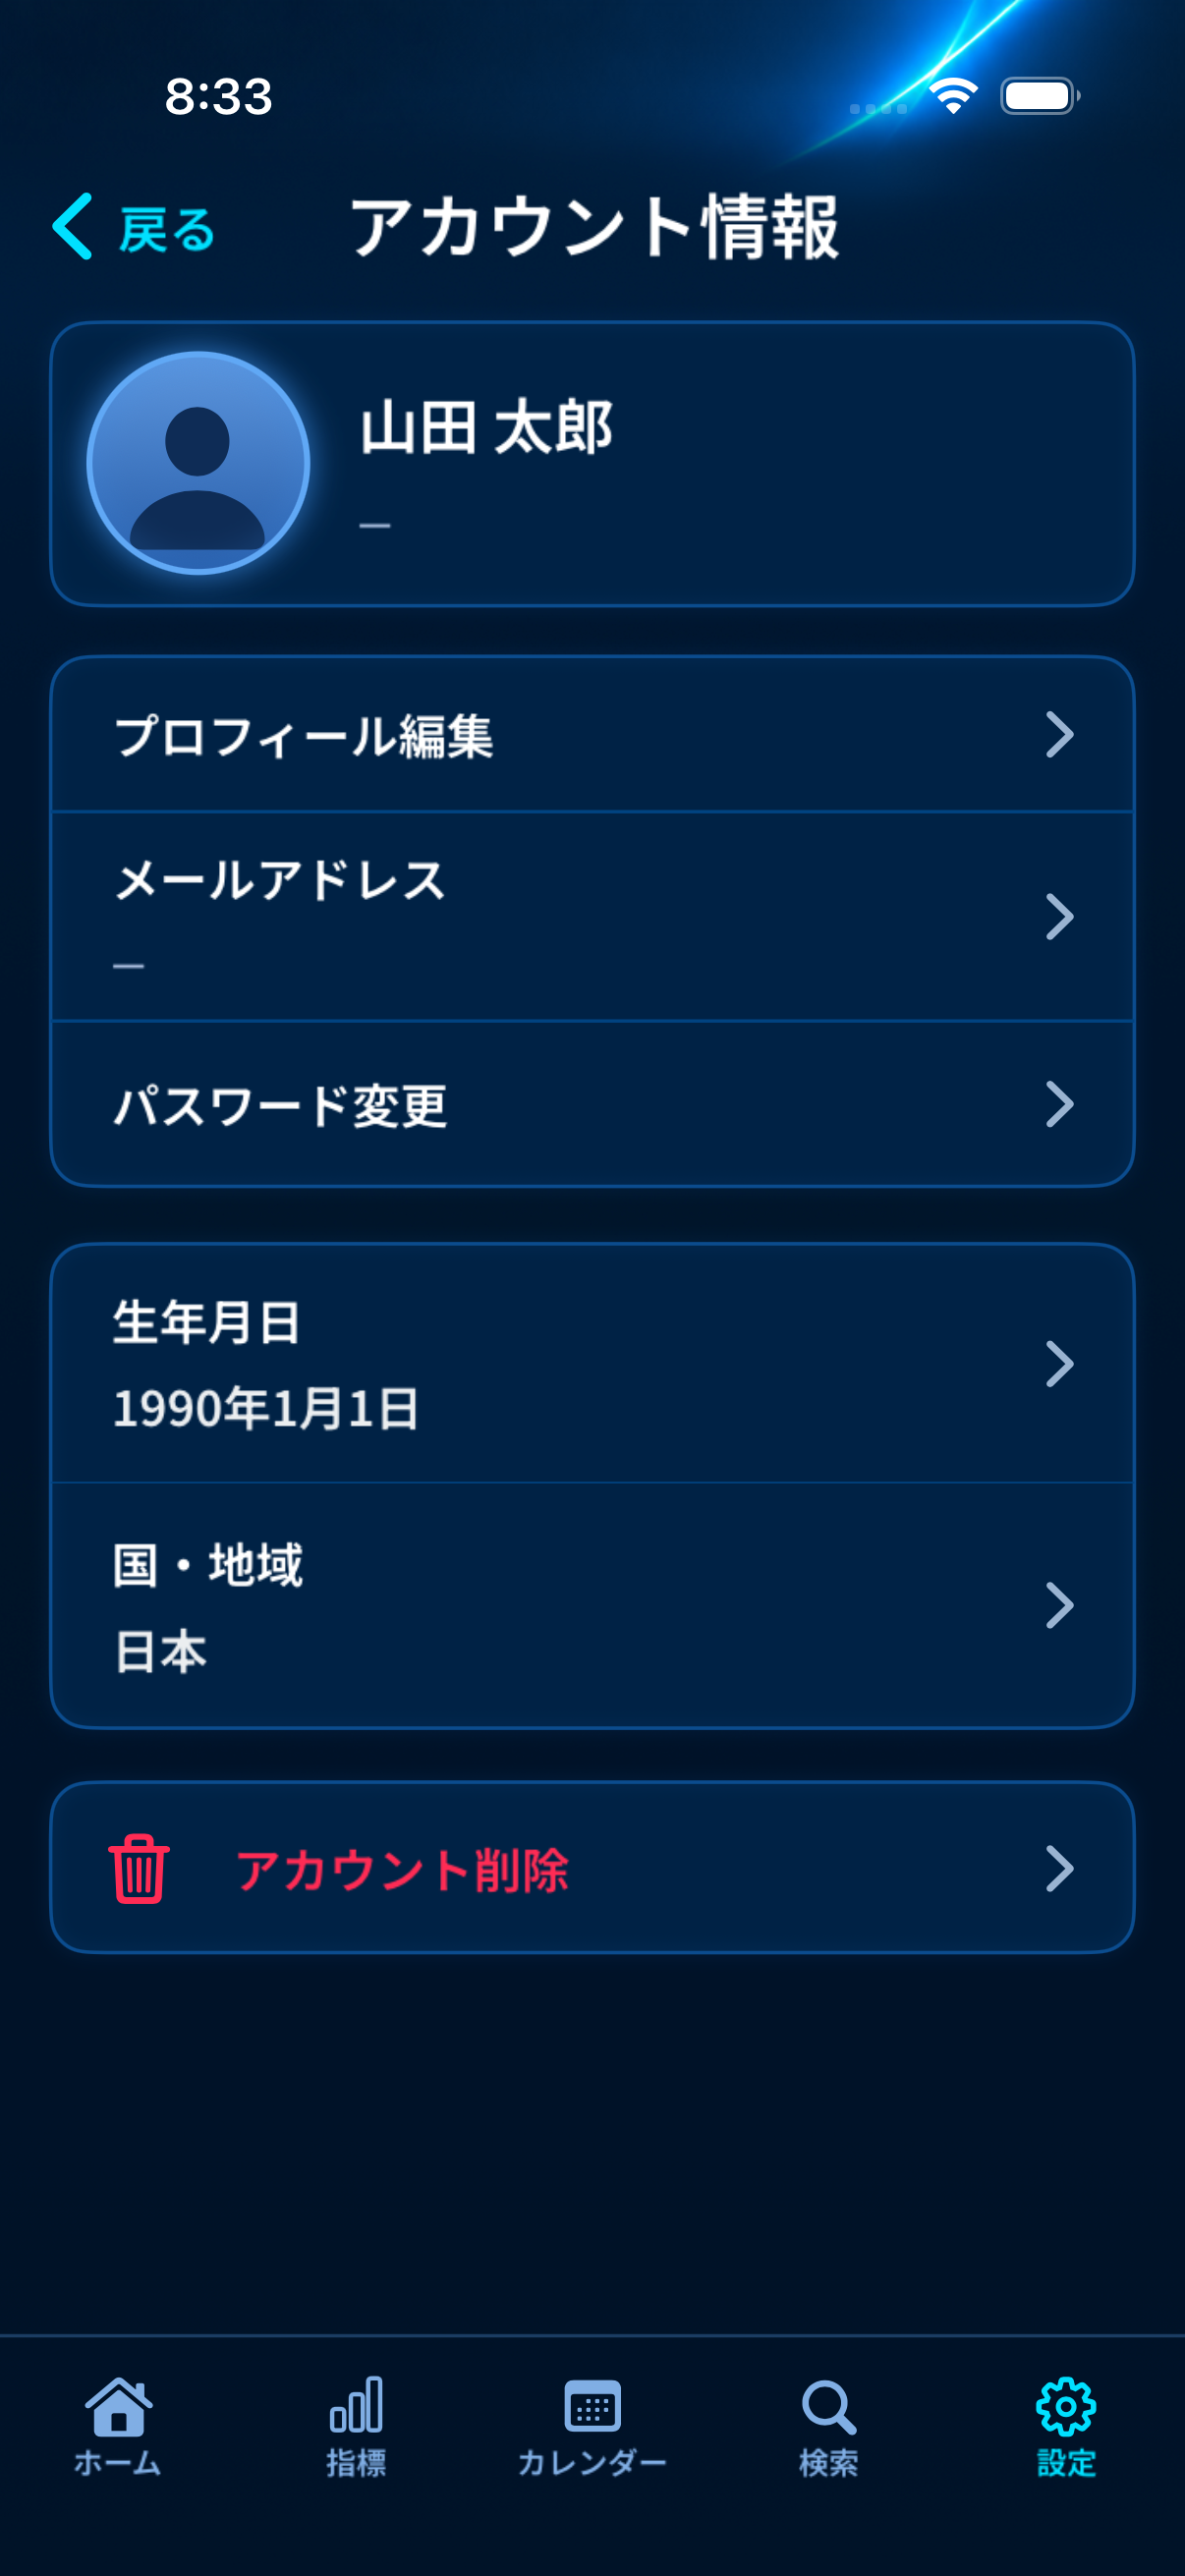 8:33
戻る
アカウント情報
山田 太郎
—
プロフィール編集
メールアドレス
—
パスワード変更
生年月日
1990年1月1日
国・地域
日本
アカウント削除
ホーム
指標
カレンダー
検索
設定